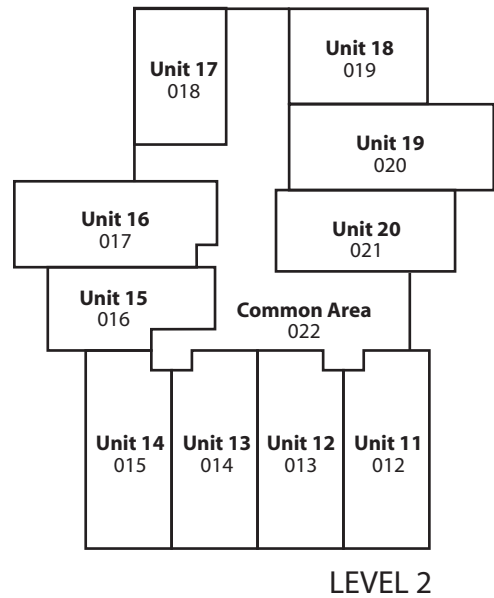 Unit 17
018
Unit 18
019
Unit 19
020
Unit 16
017
Unit 20
021
Unit 15
016
Common Area
022
Unit 14
015
Unit 13
014
Unit 12
013
Unit 11
012
LEVEL 2